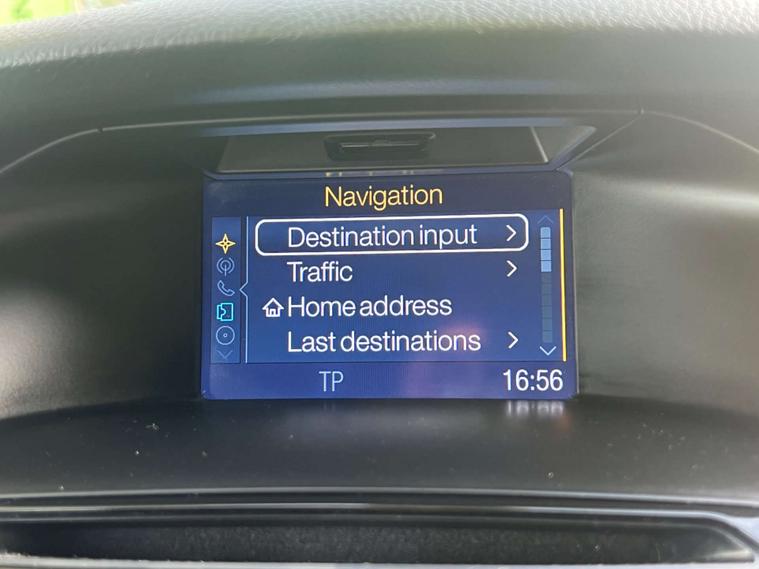 Navigation
Destination input
Traffic
Home address
Last destinations
TP 16:56